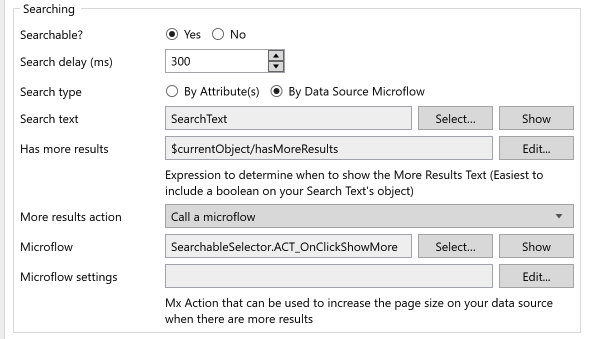 Searching
Searchable? Yes No
Search delay (ms) 300
Search type By Attribute(s) By Data Source Microflow
Search text SearchText Select... Show
Has more results $currentObject/hasMoreResults Edit...
Expression to determine when to show the More Results Text (Easiest to
include a boolean on your Search Text's object)
More results action Call a microflow
Microflow SearchableSelector.ACT_OnClickShowMore Select... Show
Microflow settings Edit...
Mx Action that can be used to increase the page size on your data source
when there are more results